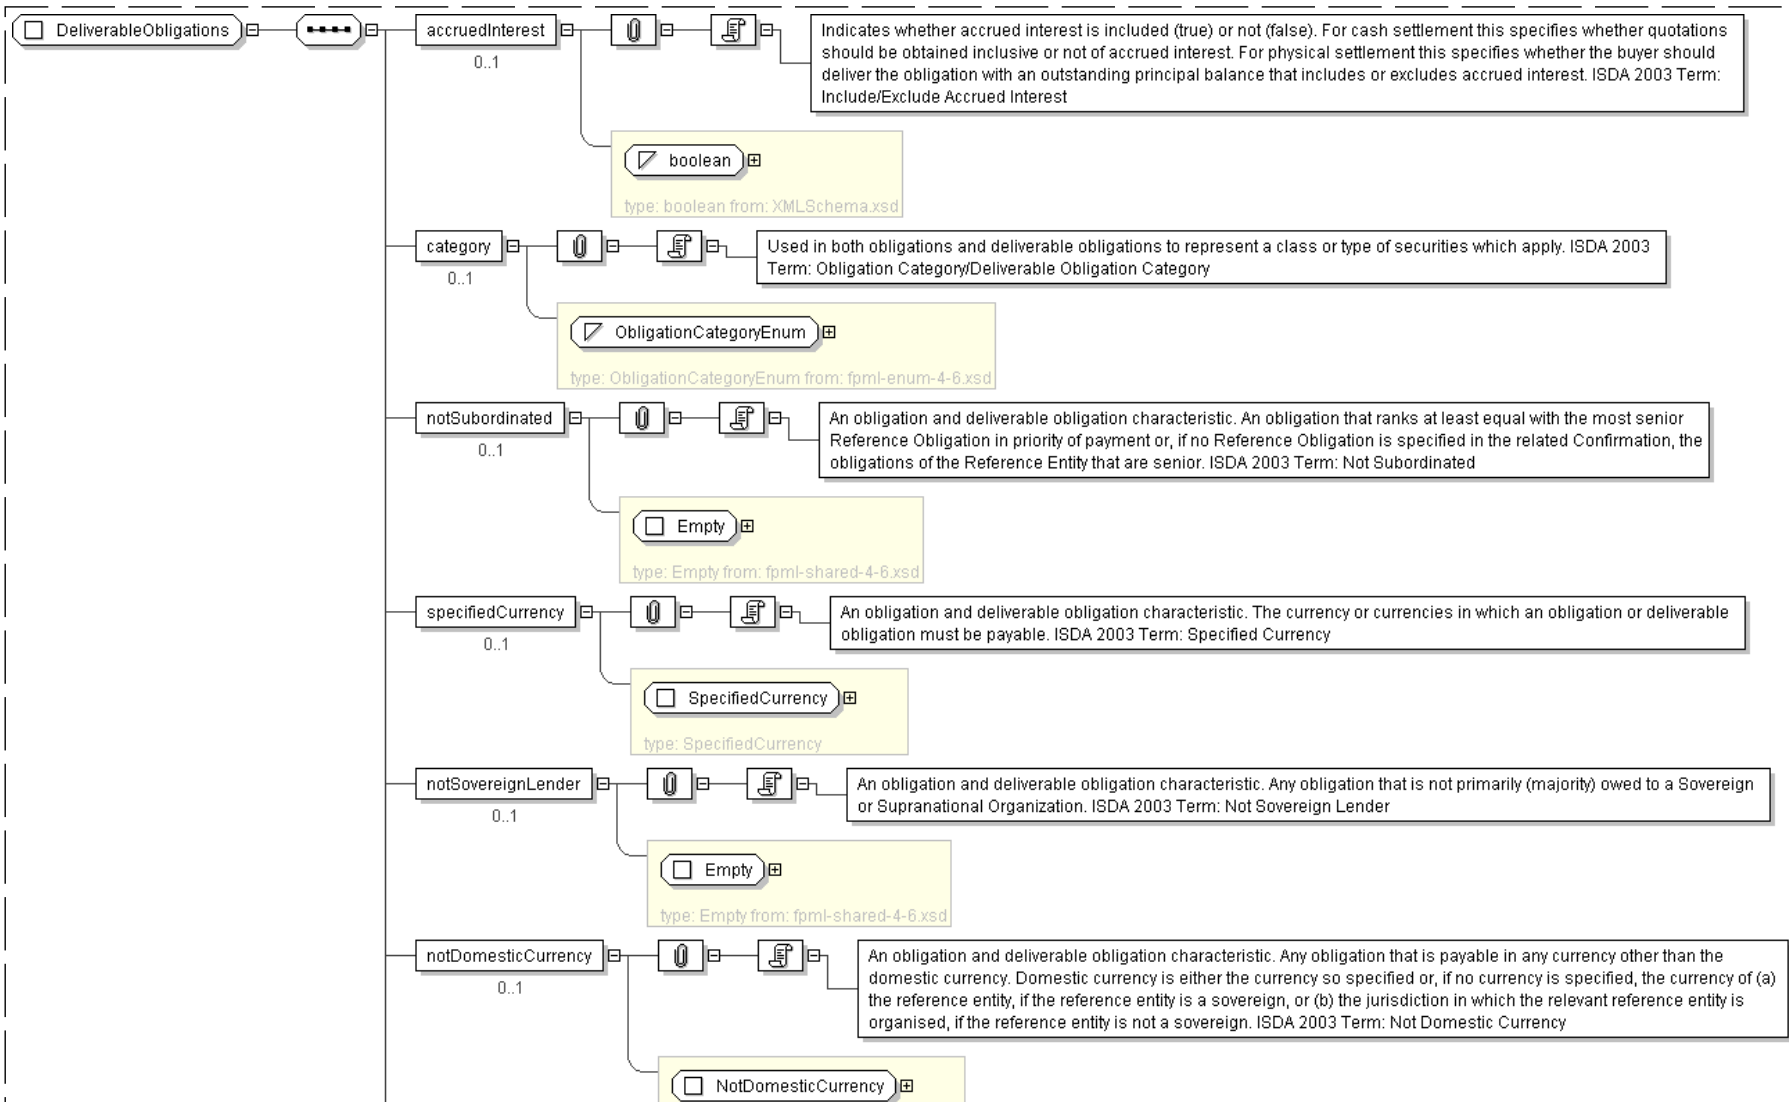 DeliverableObligations
accruedInterest
0..1
Indicates whether accrued interest is included (true) or not (false). For cash settlement this specifies whether quotations
should be obtained inclusive or not of accrued interest. For physical settlement this specifies whether the buyer should
deliver the obligation with an outstanding principal balance that includes or excludes accrued interest. ISDA 2003 Term:
Include/Exclude Accrued Interest
boolean
type: boolean from: XMLSchema.xsd
category
0..1
Used in both obligations and deliverable obligations to represent a class or type of securities which apply. ISDA 2003
Term: Obligation Category/Deliverable Obligation Category
ObligationCategoryEnum
type: ObligationCategoryEnum from: fpml-enum-4-6.xsd
notSubordinated
0..1
An obligation and deliverable obligation characteristic. An obligation that ranks at least equal with the most senior
Reference Obligation in priority of payment or, if no Reference Obligation is specified in the related Confirmation, the
obligations of the Reference Entity that are senior. ISDA 2003 Term: Not Subordinated
Empty
type: Empty from: fpml-shared-4-6.xsd
specifiedCurrency
0..1
An obligation and deliverable obligation characteristic. The currency or currencies in which an obligation or deliverable
obligation must be payable. ISDA 2003 Term: Specified Currency
SpecifiedCurrency
type: SpecifiedCurrency
notSovereignLender
0..1
An obligation and deliverable obligation characteristic. Any obligation that is not primarily (majority) owed to a Sovereign
or Supranational Organization. ISDA 2003 Term: Not Sovereign Lender
Empty
type: Empty from: fpml-shared-4-6.xsd
notDomesticCurrency
0..1
An obligation and deliverable obligation characteristic. Any obligation that is payable in any currency other than the
domestic currency. Domestic currency is either the currency so specified or, if no currency is specified, the currency of (a)
the reference entity, if the reference entity is a sovereign, or (b) the jurisdiction in which the relevant reference entity is
organised, if the reference entity is not a sovereign. ISDA 2003 Term: Not Domestic Currency
NotDomesticCurrency